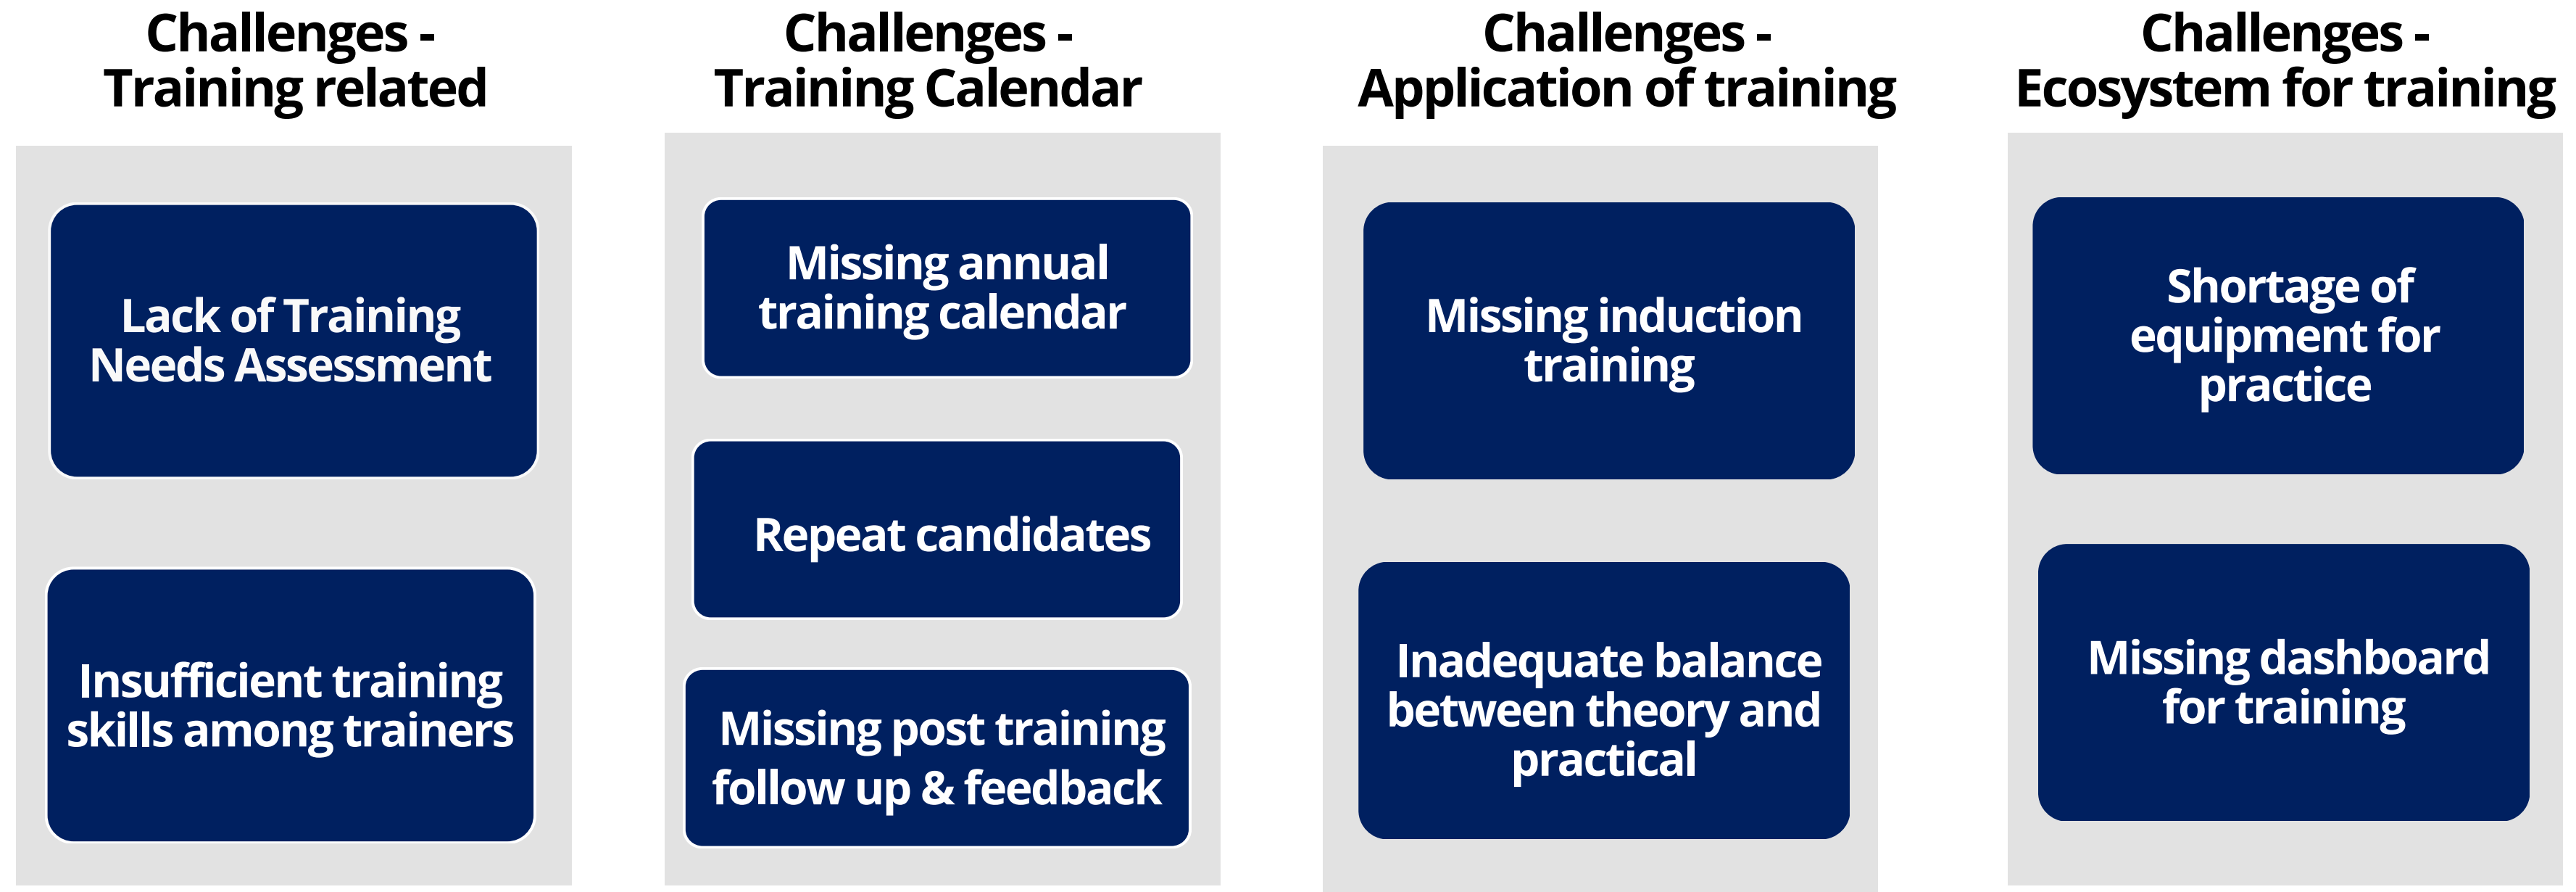 Challenges -
Training related
Lack of Training
Needs Assessment
Insufficient training
skills among trainers
Challenges -
Training Calendar
Missing annual
training calendar
Repeat candidates
Missing post training
follow up & feedback
Challenges -
Application of training
Missing induction
training
Inadequate balance
between theory and
practical
Challenges -
Ecosystem for training
Shortage of
equipment for
practice
Missing dashboard
for training